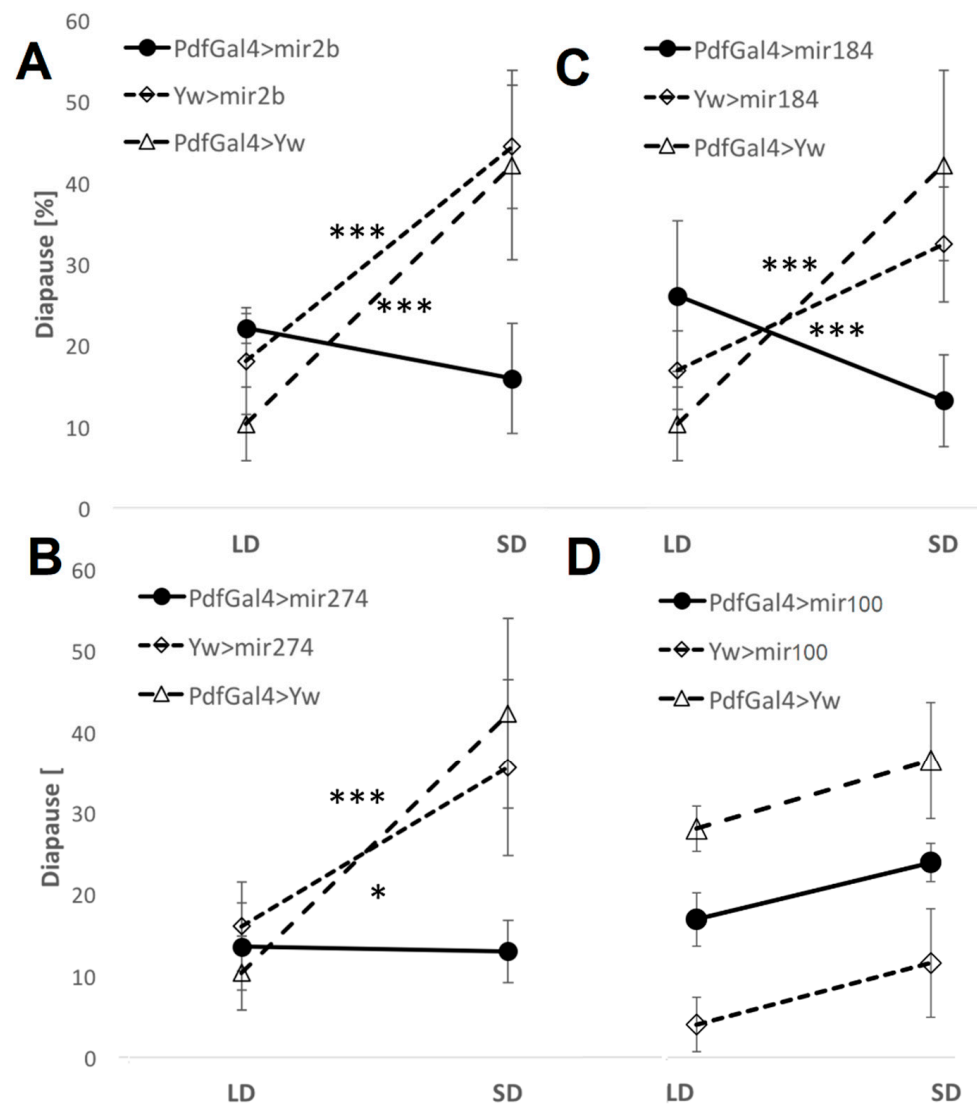 A
60
PdfGal4>mir2b
Yw>mir2b
PdfGal4>Yw
50
40
30
20
10
0
Diapause [%]
***
***
LD
SD
C
PdfGal4>mir184
Yw>mir184
PdfGal4>Yw
***
***
LD
SD
B
60
PdfGal4>mir274
Yw>mir274
PdfGal4>Yw
50
40
30
20
10
0
Diapause [
***
*
LD
SD
D
PdfGal4>mir100
Yw>mir100
PdfGal4>Yw
LD
SD